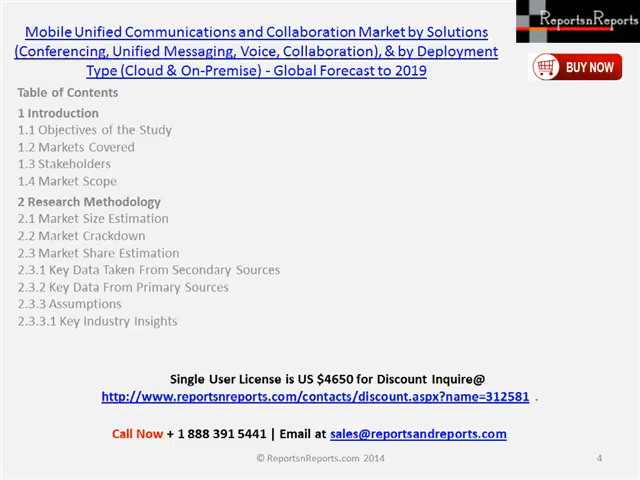 Mobile Unified Communications and Collaboration Market by Solutions
(Conferencing, Unified Messaging, Voice, Collaboration), & by Deployment
Type (Cloud & On-Premise) - Global Forecast to 2019
ReportsnReports
BUY NOW
Table of Contents
1 Introduction
1.1 Objectives of the Study
1.2 Markets Covered
1.3 Stakeholders
1.4 Market Scope
2 Research Methodology
2.1 Market Size Estimation
2.2 Market Crackdown
2.3 Market Share Estimation
2.3.1 Key Data Taken From Secondary Sources
2.3.2 Key Data From Primary Sources
2.3.3 Assumptions
2.3.3.1 Key Industry Insights
Single User License is US $4650 for Discount Inquire@
http://www.reportsnreports.com/contacts/discount.aspx?name=312581 .
Call Now + 1 888 391 5441 | Email at sales@reportsandreports.com
© ReportsnReports.com 2014
4